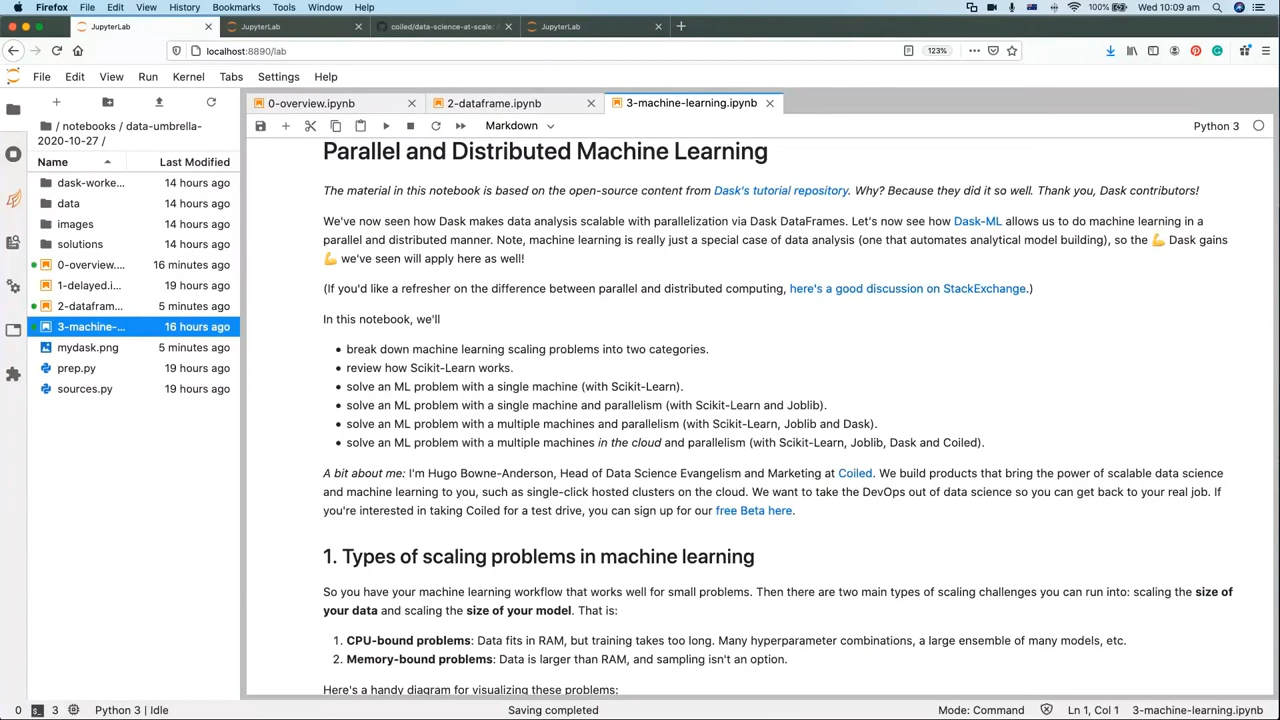 Firefox File Edit View History Bookmarks Tools Window Help 100% Wed 10:09 am
JupyterLab JupyterLab coiled/data-science-at-scale: A JupyterLab
localhost:8890/lab 123%
File Edit View Run Kernel Tabs Settings Help
0-overview.ipynb 2-dataframe.ipynb 3-machine-learning.ipynb
Markdown Python 3
/ notebooks / data-umbrella-
2020-10-27 /
Name Last Modified
dask-worke... 14 hours ago
data 14 hours ago
images 14 hours ago
solutions 14 hours ago
0-overview.... 16 minutes ago
1-delayed.i... 19 hours ago
2-datafram... 5 minutes ago
3-machine-... 16 hours ago
mydask.png 5 minutes ago
prep.py 19 hours ago
sources.py 19 hours ago
Parallel and Distributed Machine Learning
The material in this notebook is based on the open-source content from Dask's tutorial repository. Why? Because they did it so well. Thank you, Dask contributors!
We've now seen how Dask makes data analysis scalable with parallelization via Dask DataFrames. Let's now see how Dask-ML allows us to do machine learning in a
parallel and distributed manner. Note, machine learning is really just a special case of data analysis (one that automates analytical model building), so the 💪 Dask gains
💪 we've seen will apply here as well!
(If you'd like a refresher on the difference between parallel and distributed computing, here's a good discussion on StackExchange.)
In this notebook, we'll
• break down machine learning scaling problems into two categories.
• review how Scikit-Learn works.
• solve an ML problem with a single machine (with Scikit-Learn).
• solve an ML problem with a single machine and parallelism (with Scikit-Learn and Joblib).
• solve an ML problem with a multiple machines and parallelism (with Scikit-Learn, Joblib and Dask).
• solve an ML problem with a multiple machines in the cloud and parallelism (with Scikit-Learn, Joblib, Dask and Coiled).
A bit about me: I'm Hugo Bowne-Anderson, Head of Data Science Evangelism and Marketing at Coiled. We build products that bring the power of scalable data science
and machine learning to you, such as single-click hosted clusters on the cloud. We want to take the DevOps out of data science so you can get back to your real job. If
you're interested in taking Coiled for a test drive, you can sign up for our free Beta here.
1. Types of scaling problems in machine learning
So you have your machine learning workflow that works well for small problems. Then there are two main types of scaling challenges you can run into: scaling the size of
your data and scaling the size of your model. That is:
1. CPU-bound problems: Data fits in RAM, but training takes too long. Many hyperparameter combinations, a large ensemble of many models, etc.
2. Memory-bound problems: Data is larger than RAM, and sampling isn't an option.
Here's a handy diagram for visualizing these problems:
0 3 Python 3 | Idle Saving completed Mode: Command Ln 1, Col 1 3-machine-learning.ipynb